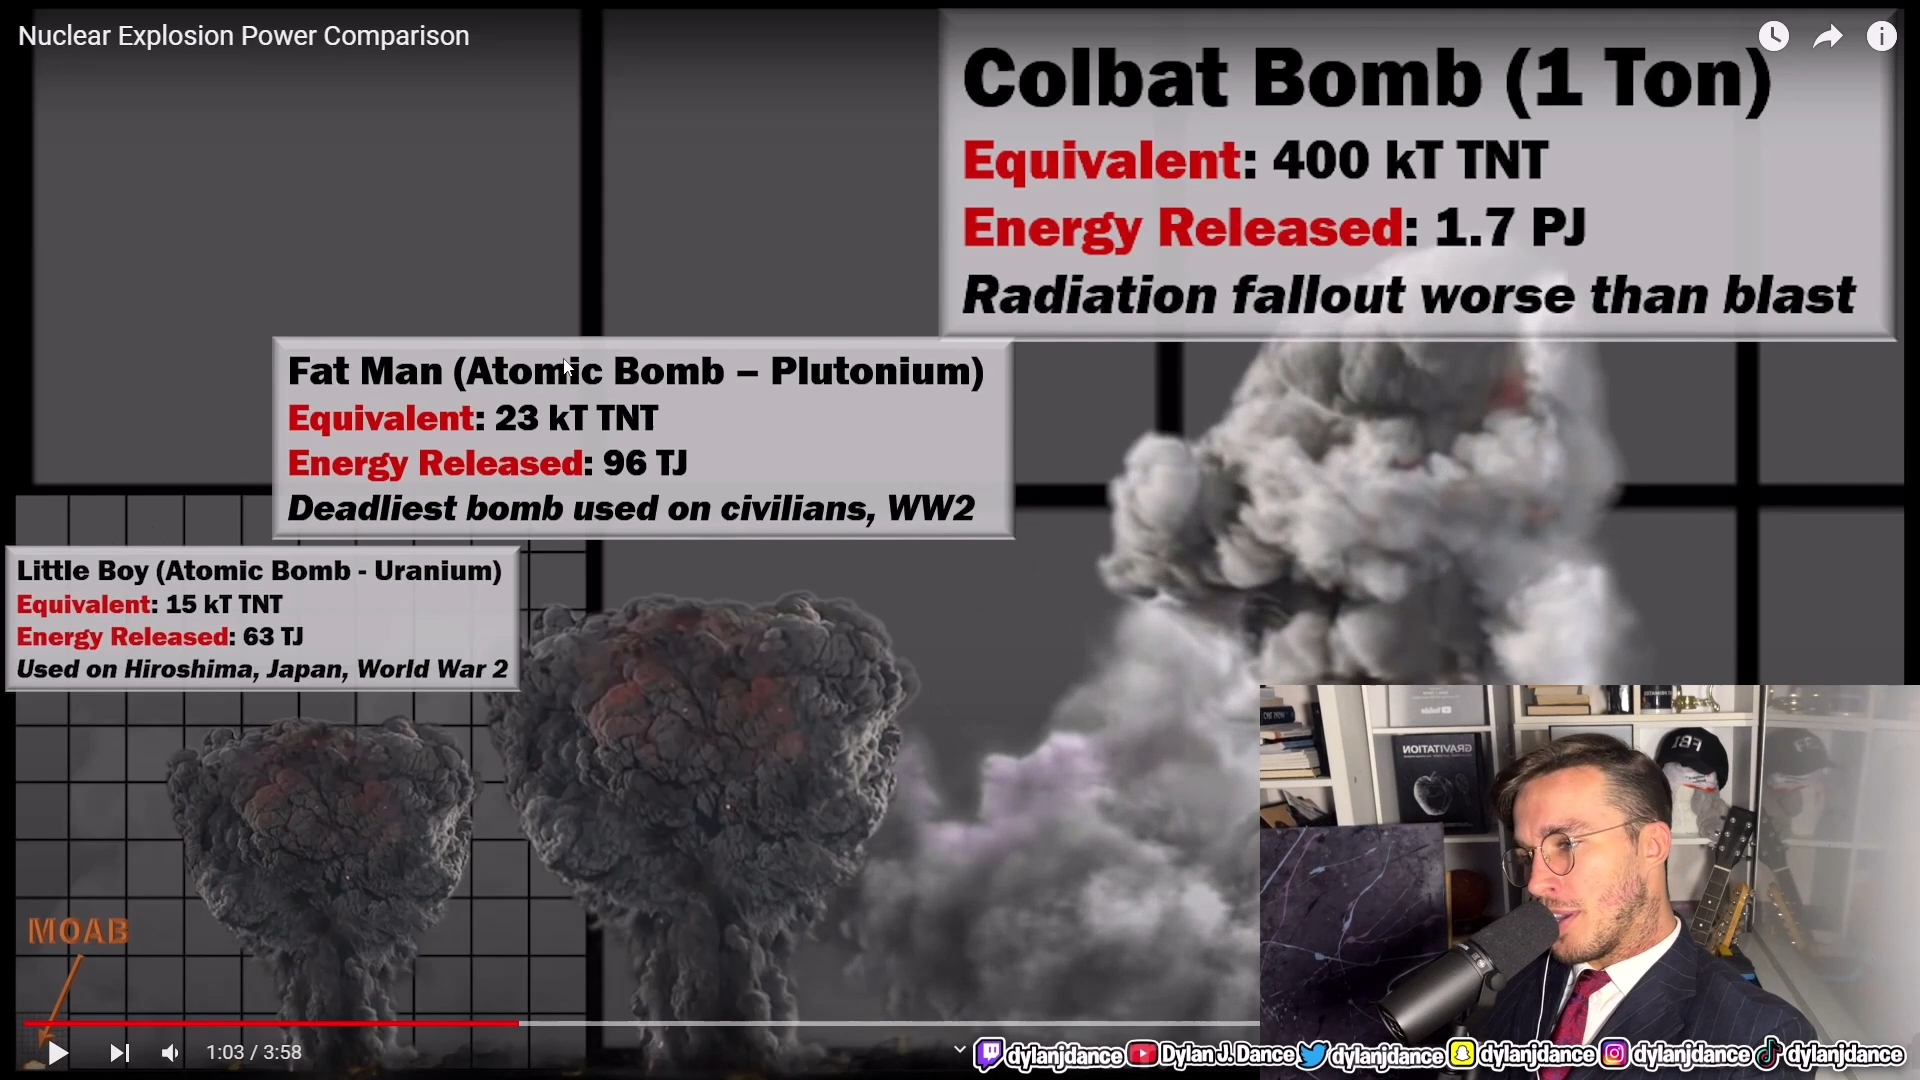 Nuclear Explosion Power Comparison
Colbat Bomb (1 Ton)
Equivalent: 400 kT TNT
Energy Released: 1.7 PJ
Radiation fallout worse than blast
Fat Man (Atomic Bomb – Plutonium)
Equivalent: 23 kT TNT
Energy Released: 96 TJ
Deadliest bomb used on civilians, WW2
Little Boy (Atomic Bomb - Uranium)
Equivalent: 15 kT TNT
Energy Released: 63 TJ
Used on Hiroshima, Japan, World War 2
MOAB
GRAVITATION
FBI
1:03 / 3:58
dylanjdance Dylan J. Dance dylanjdance dylanjdance dylanjdance dylanjdance